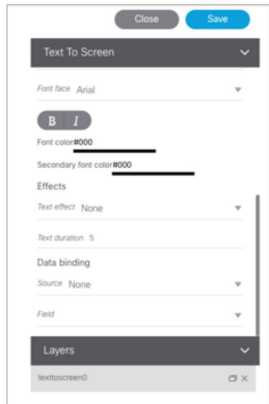 Close Save
Text To Screen
Font face Arial
B I
Font color#000
Secondary font color#000
Effects
Text effect None
Text duration 5
Data binding
Source None
Field
Layers
texttoscreen0